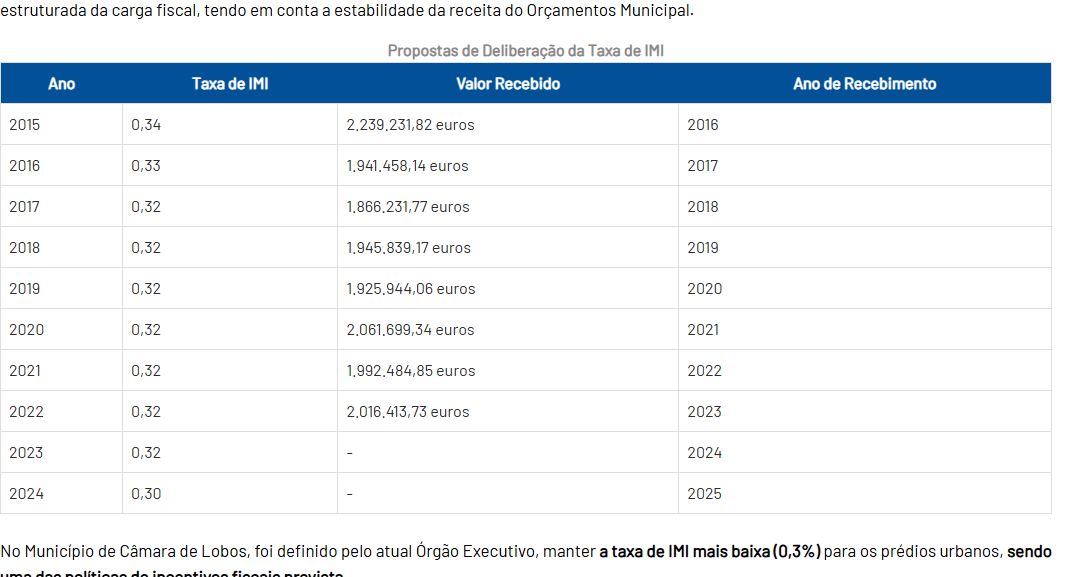 estruturada da carga fiscal, tendo em conta a estabilidade da receita do Orçamentos Municipal.
Propostas de Deliberação da Taxa de IMI
Ano Taxa de IMI Valor Recebido Ano de Recebimento
2015 0,34 2.239.231,82 euros 2016
2016 0,33 1.941.458,14 euros 2017
2017 0,32 1.866.231,77 euros 2018
2018 0,32 1.945.839,17 euros 2019
2019 0,32 1.925.944,06 euros 2020
2020 0,32 2.061.699,34 euros 2021
2021 0,32 1.992.484,85 euros 2022
2022 0,32 2.016.413,73 euros 2023
2023 0,32 - 2024
2024 0,30 - 2025
No Município de Câmara de Lobos, foi definido pelo atual Órgão Executivo, manter a taxa de IMI mais baixa (0,3%) para os prédios urbanos, sendo
uma das políticas de incentivos fiscais prevista